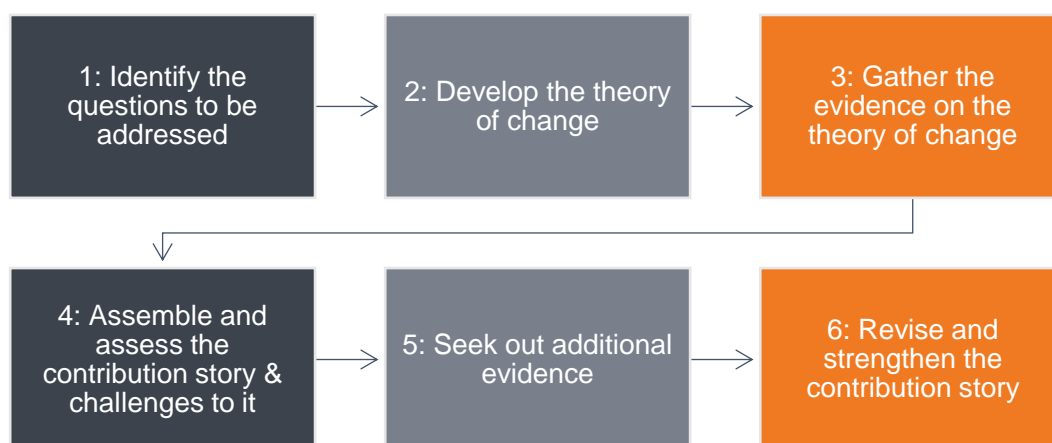 1: Identify the
questions to be
addressed
2: Develop the theory
of change
3: Gather the
evidence on the
theory of change
4: Assemble and
assess the
contribution story &
challenges to it
5: Seek out additional
evidence
6: Revise and
strengthen the
contribution story